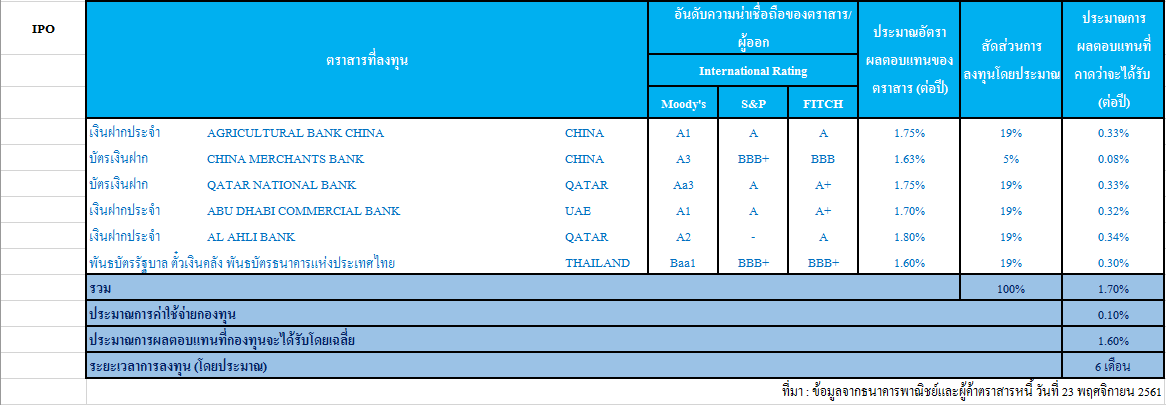 IPO
ตราสารที่ลงทุน
อันดับความน่าเชื่อถือของตราสาร/
ผู้ออก
International Rating
Moody's S&P FITCH
ประมาณอัตรา
ผลตอบแทนของ
ตราสาร (ต่อปี)
สัดส่วนการ
ลงทุนโดยประมาณ
ประมาณการ
ผลตอบแทนที่
คาดว่าจะได้รับ
(ต่อปี)
เงินฝากประจำ AGRICULTURAL BANK CHINA CHINA A1 A A 1.75% 19% 0.33%
บัตรเงินฝาก CHINA MERCHANTS BANK CHINA A3 BBB+ BBB 1.63% 5% 0.08%
บัตรเงินฝาก QATAR NATIONAL BANK QATAR Aa3 A A+ 1.75% 19% 0.33%
เงินฝากประจำ ABU DHABI COMMERCIAL BANK UAE A1 A A+ 1.70% 19% 0.32%
เงินฝากประจำ AL AHLI BANK QATAR A2 - A 1.80% 19% 0.34%
พันธบัตรรัฐบาล ตั๋วเงินคลัง พันธบัตรธนาคารแห่งประเทศไทย THAILAND Baa1 BBB+ BBB+ 1.60% 19% 0.30%
รวม 100% 1.70%
ประมาณการค่าใช้จ่ายกองทุน 0.10%
ประมาณการผลตอบแทนที่กองทุนจะได้รับโดยเฉลี่ย 1.60%
ระยะเวลาการลงทุน (โดยประมาณ) 6 เดือน
ที่มา : ข้อมูลจากธนาคารพาณิชย์และผู้ค้าตราสารหนี้ วันที่ 23 พฤศจิกายน 2561